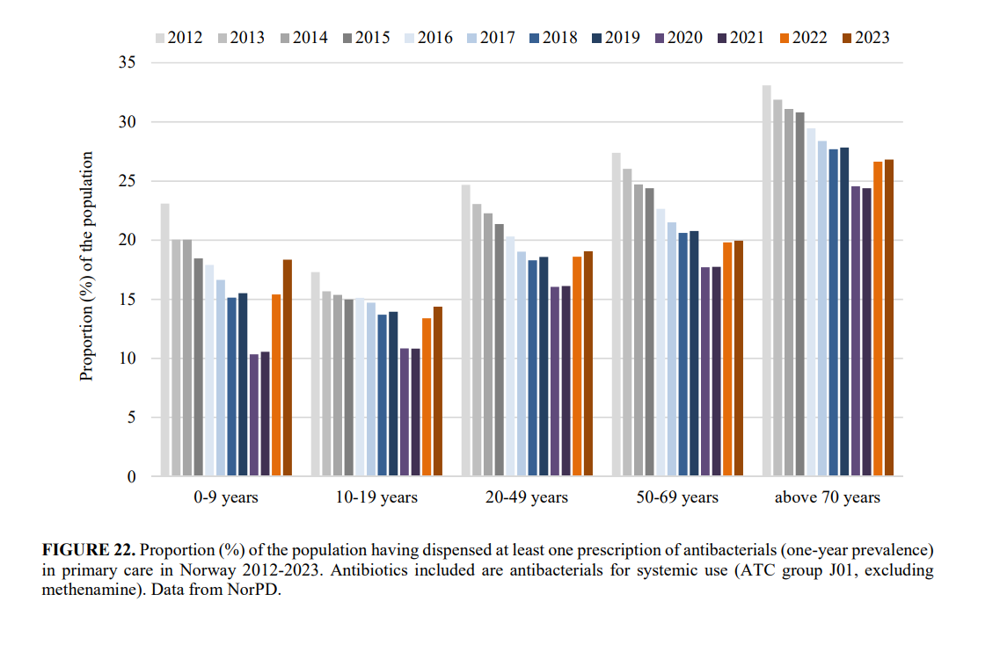 2012 2013 2014 2015 2016 2017 2018 2019 2020 2021 2022 2023
35
30
25
20
15
10
5
0
Proportion (%) of the population
0-9 years 10-19 years 20-49 years 50-69 years above 70 years
FIGURE 22. Proportion (%) of the population having dispensed at least one prescription of antibacterials (one-year prevalence)
in primary care in Norway 2012-2023. Antibiotics included are antibacterials for systemic use (ATC group J01, excluding
methenamine). Data from NorPD.